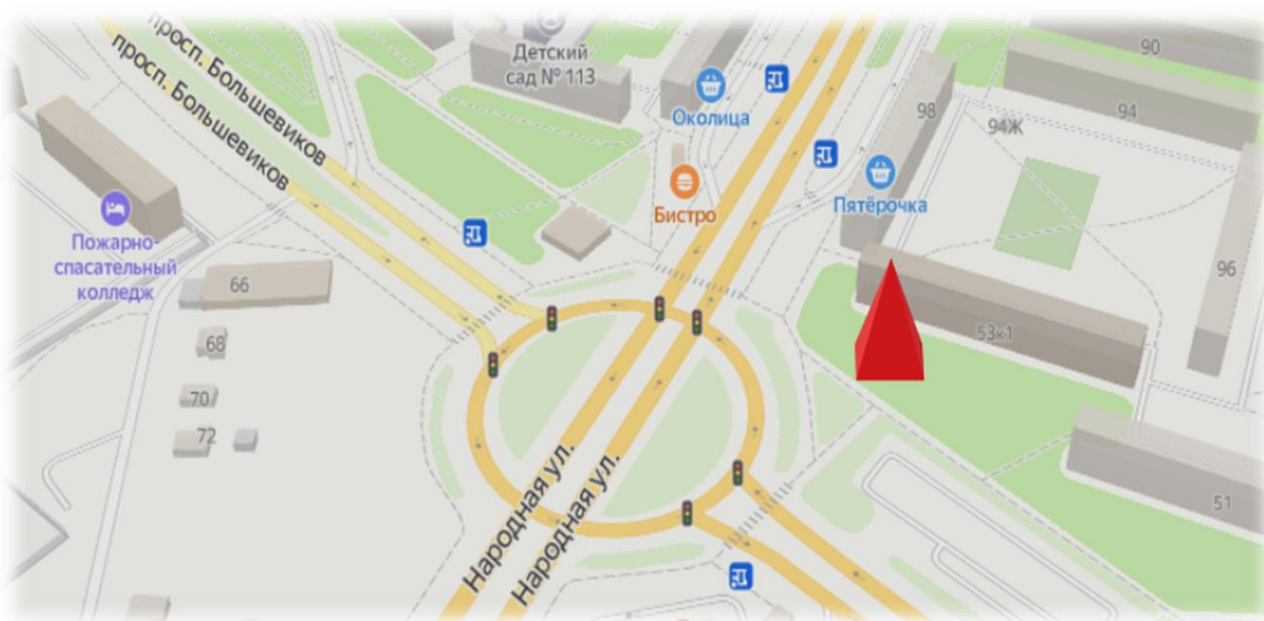 просп. Большевиков
просп. Большевиков
Детский
сад № 113
Околица
Бистро
Пятёрочка
98
90
94
94Ж
96
Пожарно-
спасательный
колледж
66
68
70
72
53к1
51
Народная ул.
Народная ул.